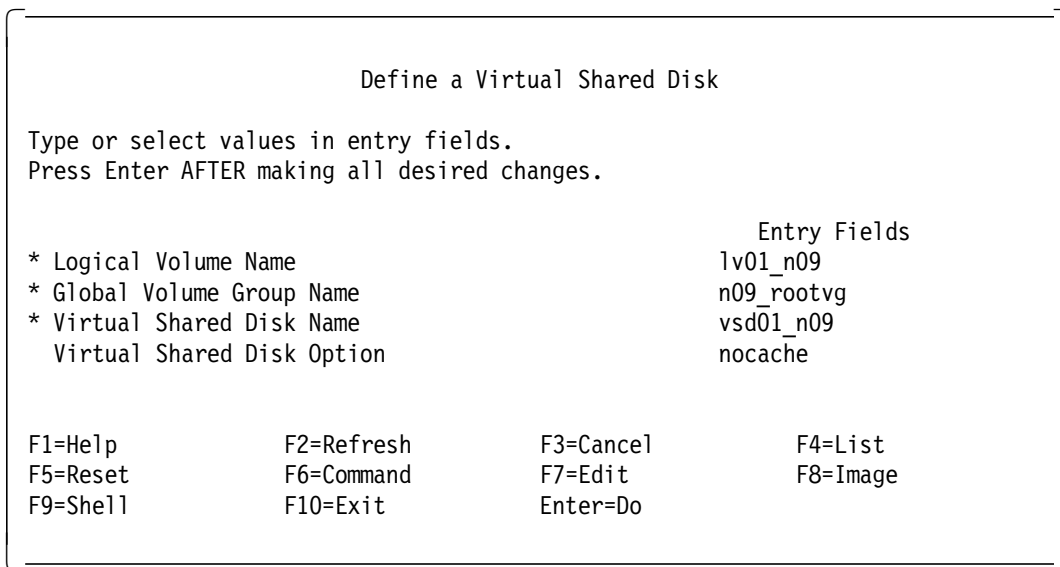 Define a Virtual Shared Disk
Type or select values in entry fields.
Press Enter AFTER making all desired changes.
Entry Fields
* Logical Volume Name lv01_n09
* Global Volume Group Name n09_rootvg
* Virtual Shared Disk Name vsd01_n09
Virtual Shared Disk Option nocache
F1=Help F2=Refresh F3=Cancel F4=List
F5=Reset F6=Command F7=Edit F8=Image
F9=Shell F10=Exit Enter=Do